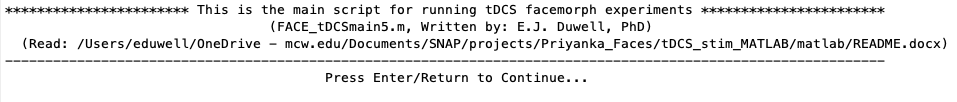 *********************** This is the main script for running tDCS facemorph experiments ***********************
(FACE_tDCSmain5.m, Written by: E.J. Duwell, PhD)
(Read: /Users/eduwell/OneDrive - mcw.edu/Documents/SNAP/projects/Priyanka_Faces/tDCS_stim_MATLAB/matlab/README.docx)
--------------------------------------------------------------------------------------------------------------
Press Enter/Return to Continue...